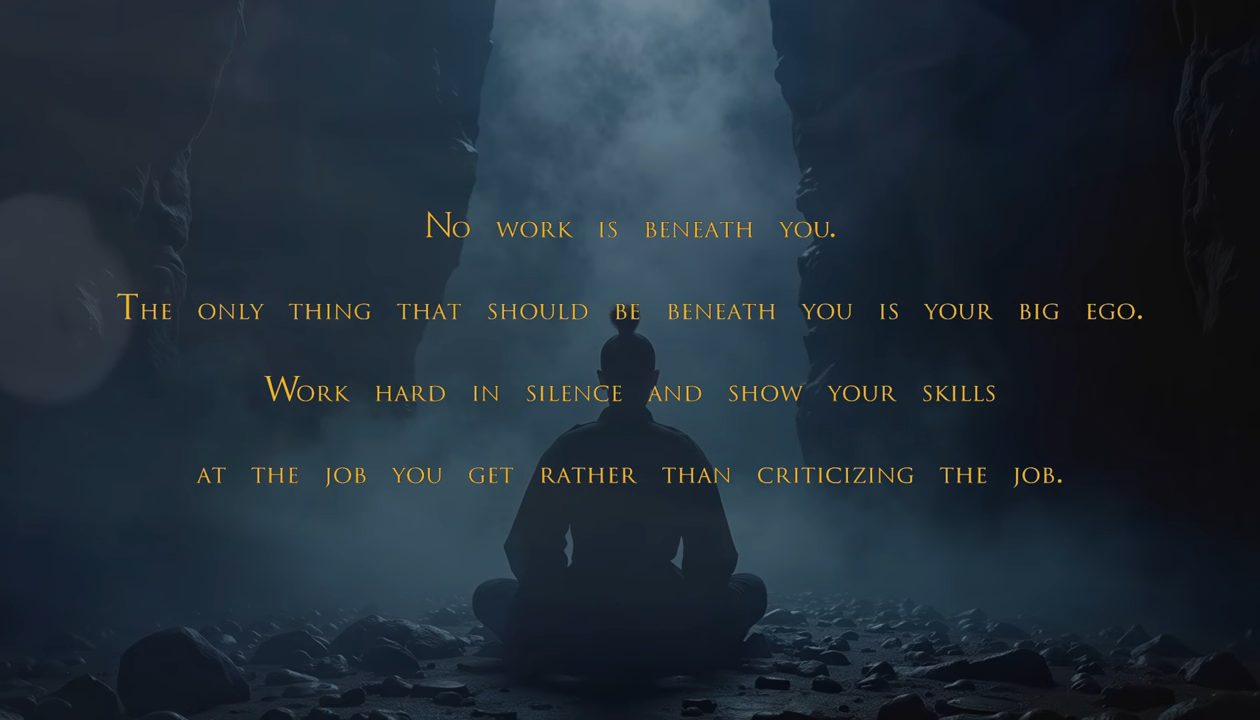 No work is beneath you.
The only thing that should be beneath you is your big ego.
Work hard in silence and show your skills
at the job you get rather than criticizing the job.